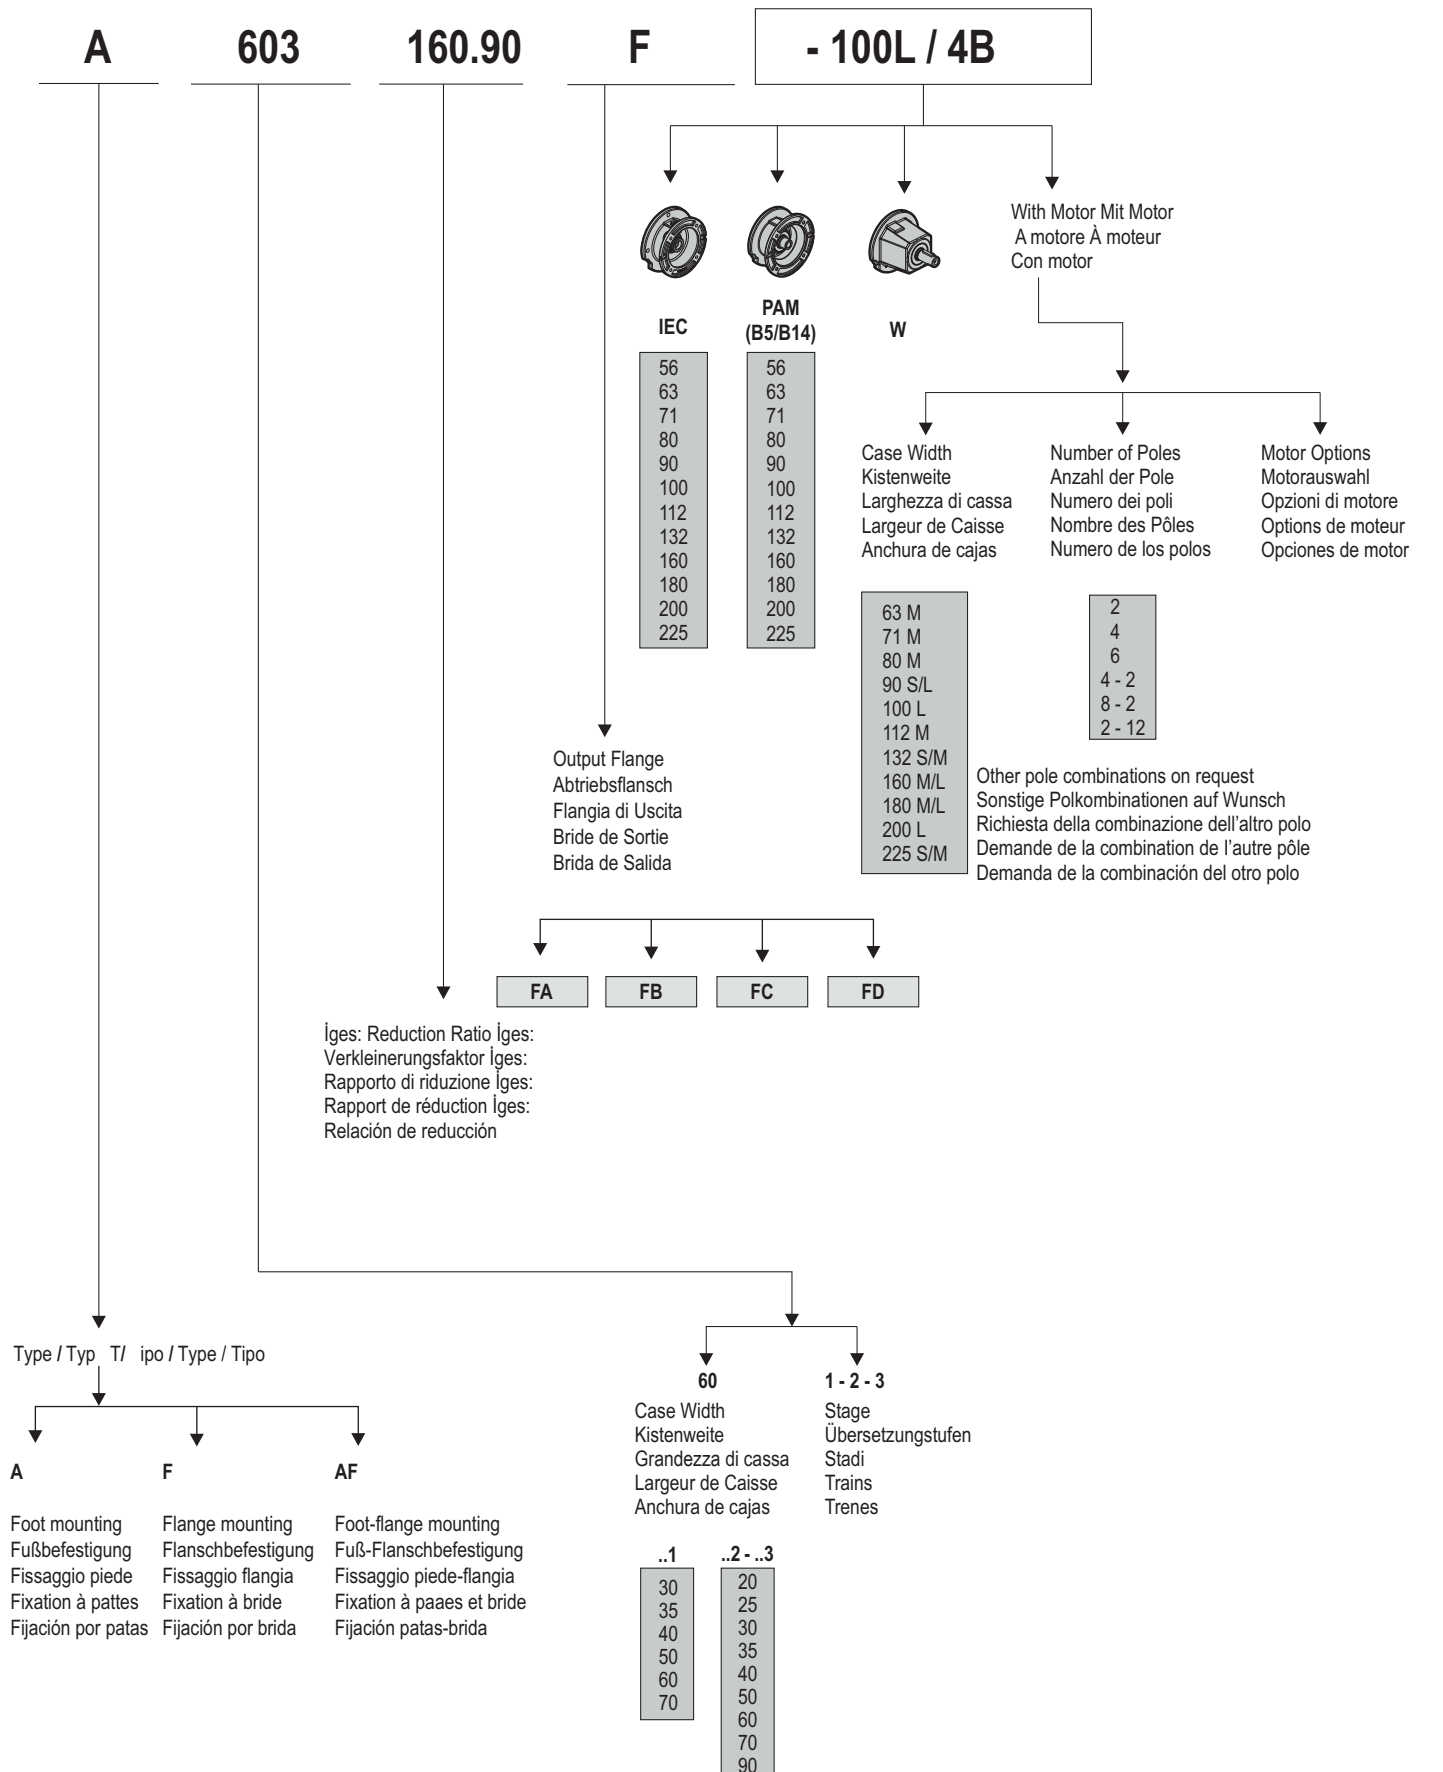 A 603 160.90 F - 100L / 4B
With Motor Mit Motor
A motore À moteur
Con motor
IEC
56
63
71
80
90
100
112
132
160
180
200
225
PAM
(B5/B14)
56
63
71
80
90
100
112
132
160
180
200
225
W
Case Width
Kistenweite
Larghezza di cassa
Largeur de Caisse
Anchura de cajas
63 M
71 M
80 M
90 S/L
100 L
112 M
132 S/M
160 M/L
180 M/L
200 L
225 S/M
Number of Poles
Anzahl der Pole
Numero dei poli
Nombre des Pôles
Numero de los polos
2
4
6
4 - 2
8 - 2
2 - 12
Motor Options
Motorauswahl
Opzioni di motore
Options de moteur
Opciones de motor
Other pole combinations on request
Sonstige Polkombinationen auf Wunsch
Richiesta della combinazione dell'altro polo
Demande de la combination de l'autre pôle
Demanda de la combinación del otro polo
Output Flange
Abtriebsflansch
Flangia di Uscita
Bride de Sortie
Brida de Salida
FA FB FC FD
İges: Reduction Ratio İges:
Verkleinerungsfaktor İges:
Rapporto di riduzione İges:
Rapport de réduction İges:
Relación de reducción
Type / Typ T/ ipo / Type / Tipo
A
Foot mounting
Fußbefestigung
Fissaggio piede
Fixation à pattes
Fijación por patas
F
Flange mounting
Flanschbefestigung
Fissaggio flangia
Fixation à bride
Fijación por brida
AF
Foot-flange mounting
Fuß-Flanschbefestigung
Fissaggio piede-flangia
Fixation à paaes et bride
Fijación patas-brida
60
Case Width
Kistenweite
Grandezza di cassa
Largeur de Caisse
Anchura de cajas
1 - 2 - 3
Stage
Übersetzungstufen
Stadi
Trains
Trenes
..1
30
35
40
50
60
70
..2 - ..3
20
25
30
35
40
50
60
70
90